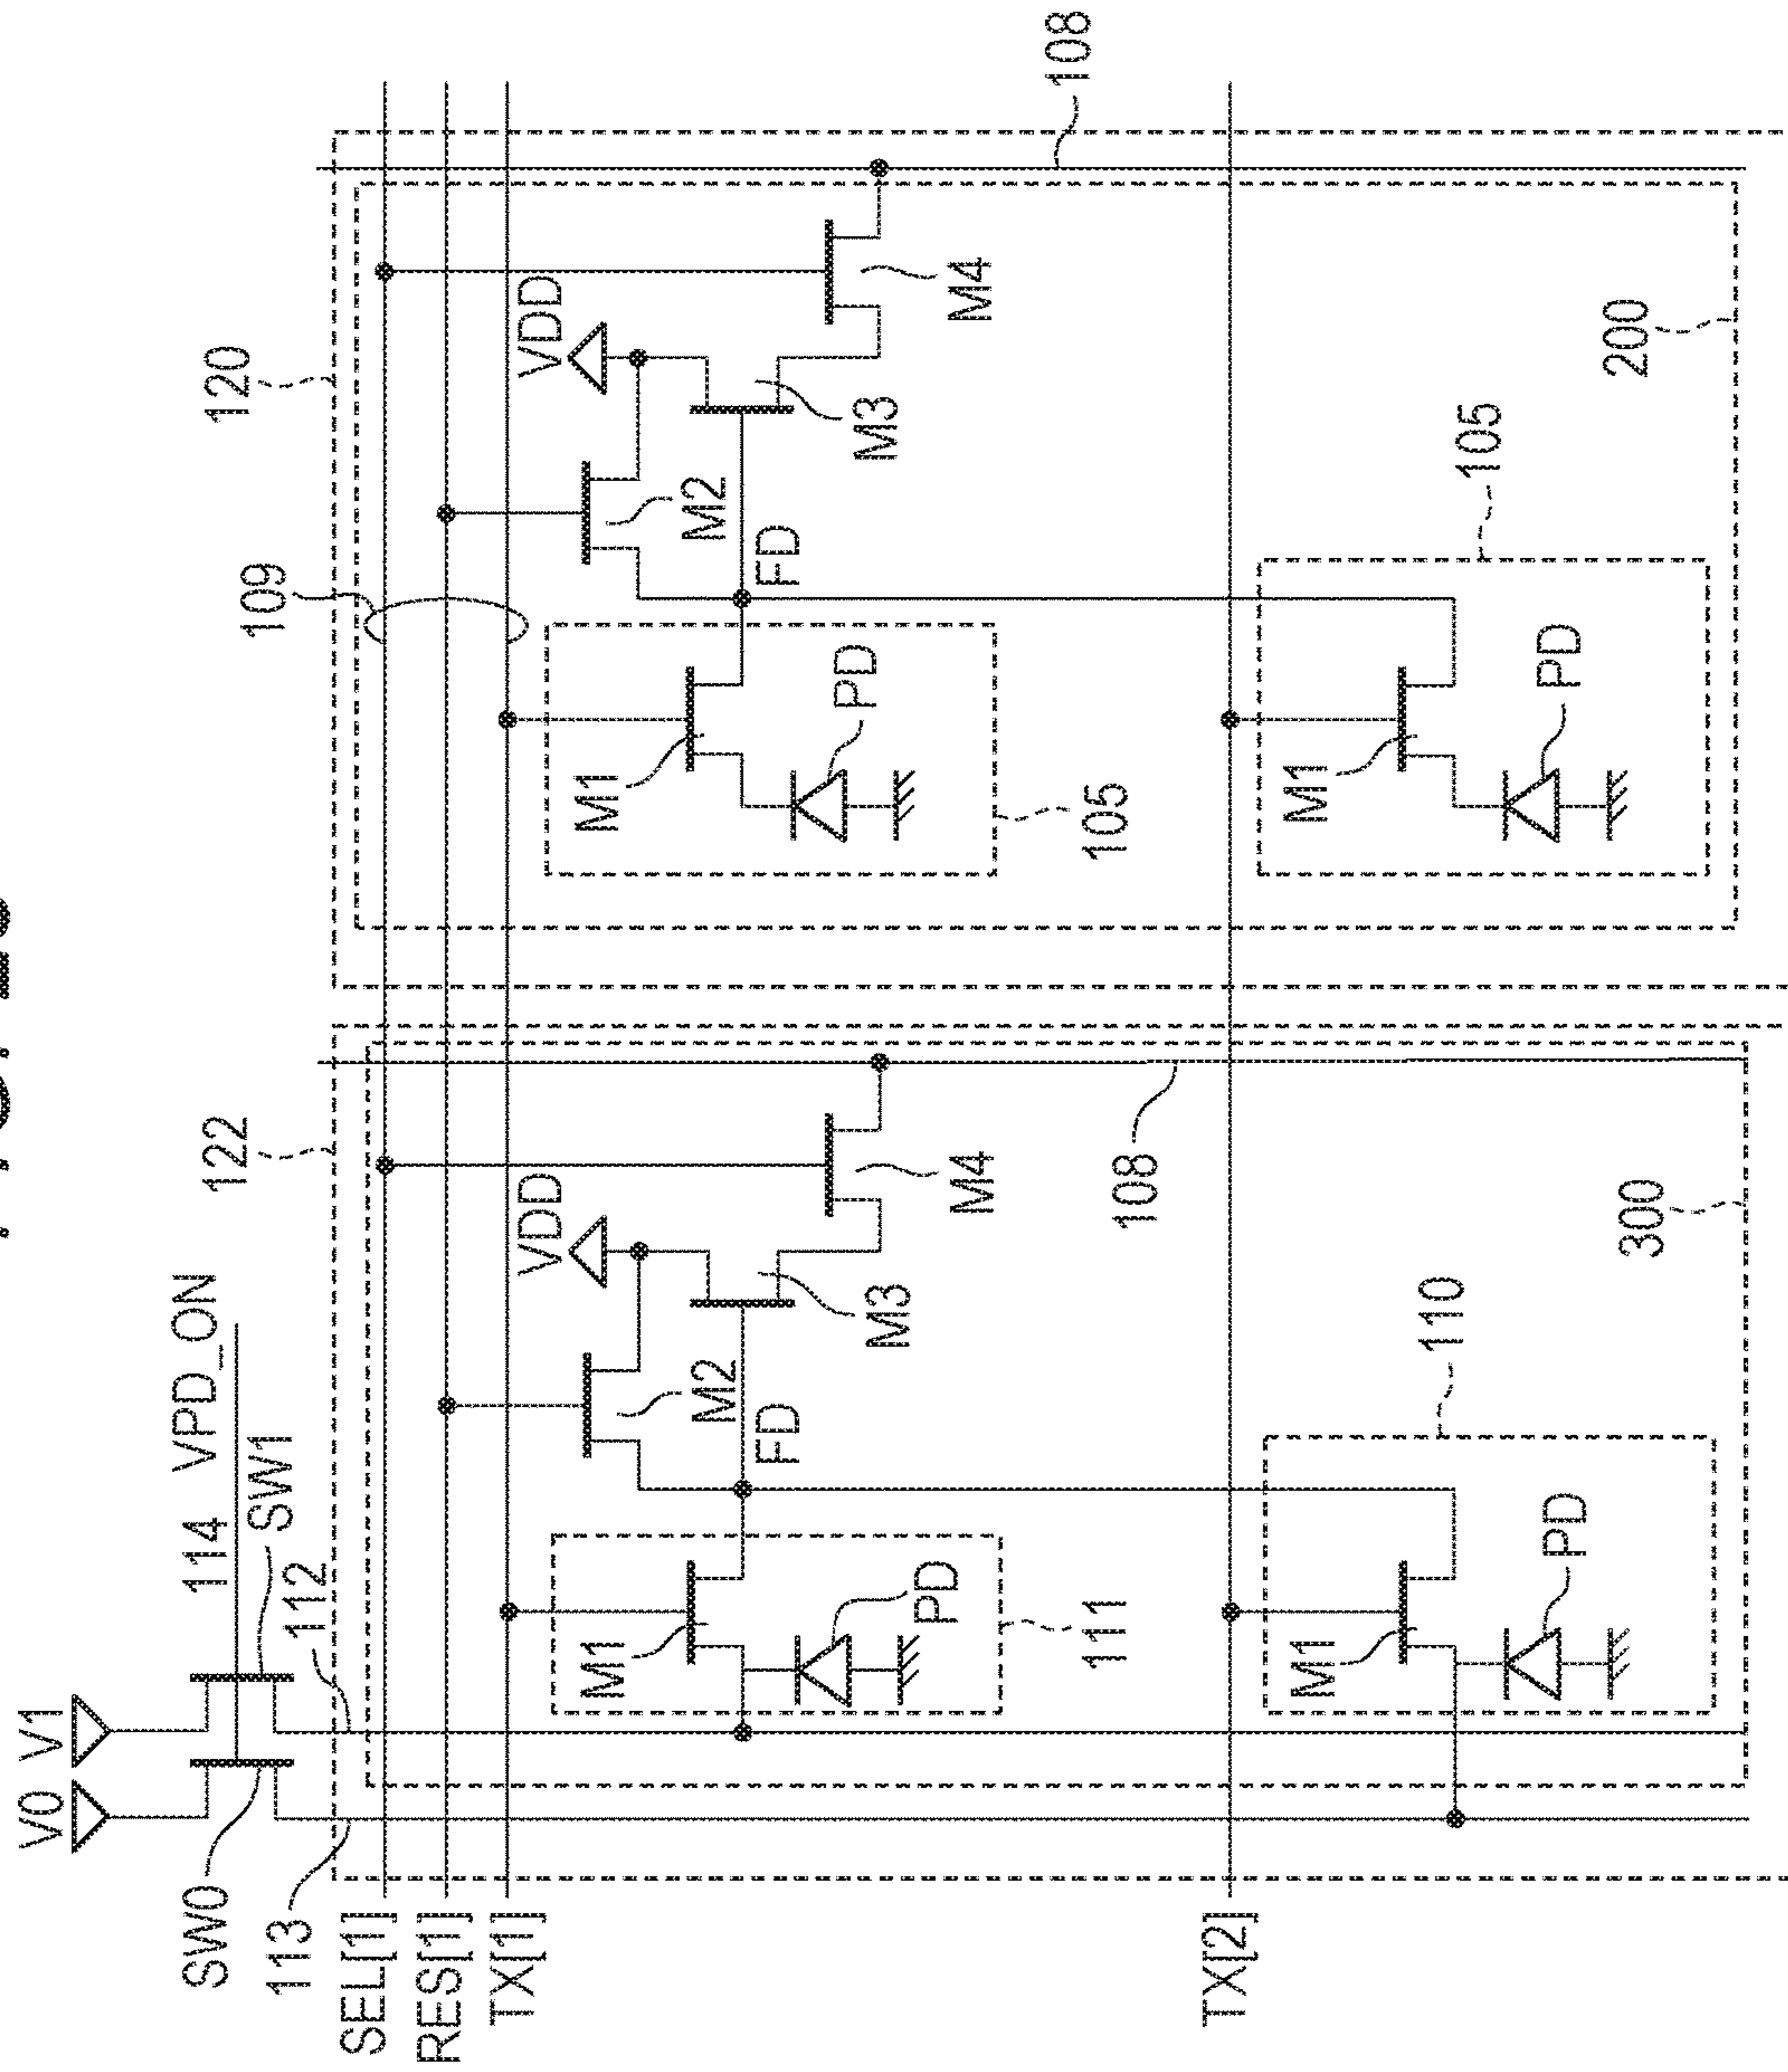 V0 V1
SW0
114 VPD_ON
SW1
113
112
122
109
120
SEL[1]
RES[1]
TX[1]
VDD
VDD
M1
M2
M1
M2
FD
FD
PD
M3
PD
M3
111
M4
105
M4
108
108
TX[2]
M1
110
M1
105
PD
300
PD
200